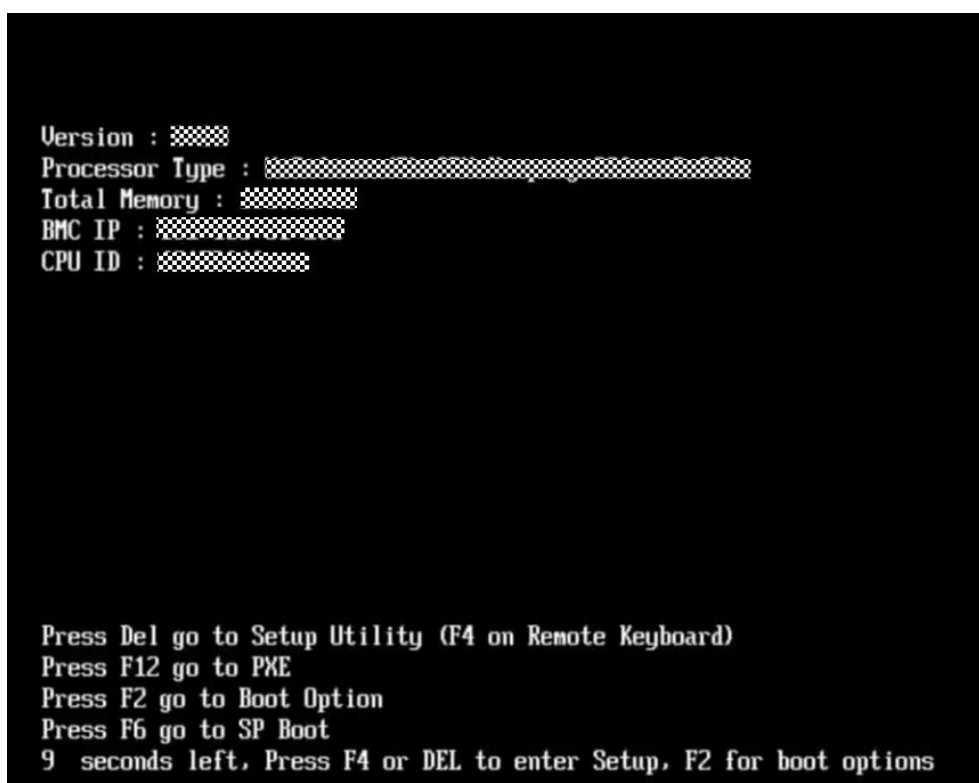 Version :
Processor Type :
Total Memory :
BMC IP :
CPU ID :
Press Del go to Setup Utility (F4 on Remote Keyboard)
Press F12 go to PXE
Press F2 go to Boot Option
Press F6 go to SP Boot
9 seconds left, Press F4 or DEL to enter Setup, F2 for boot options